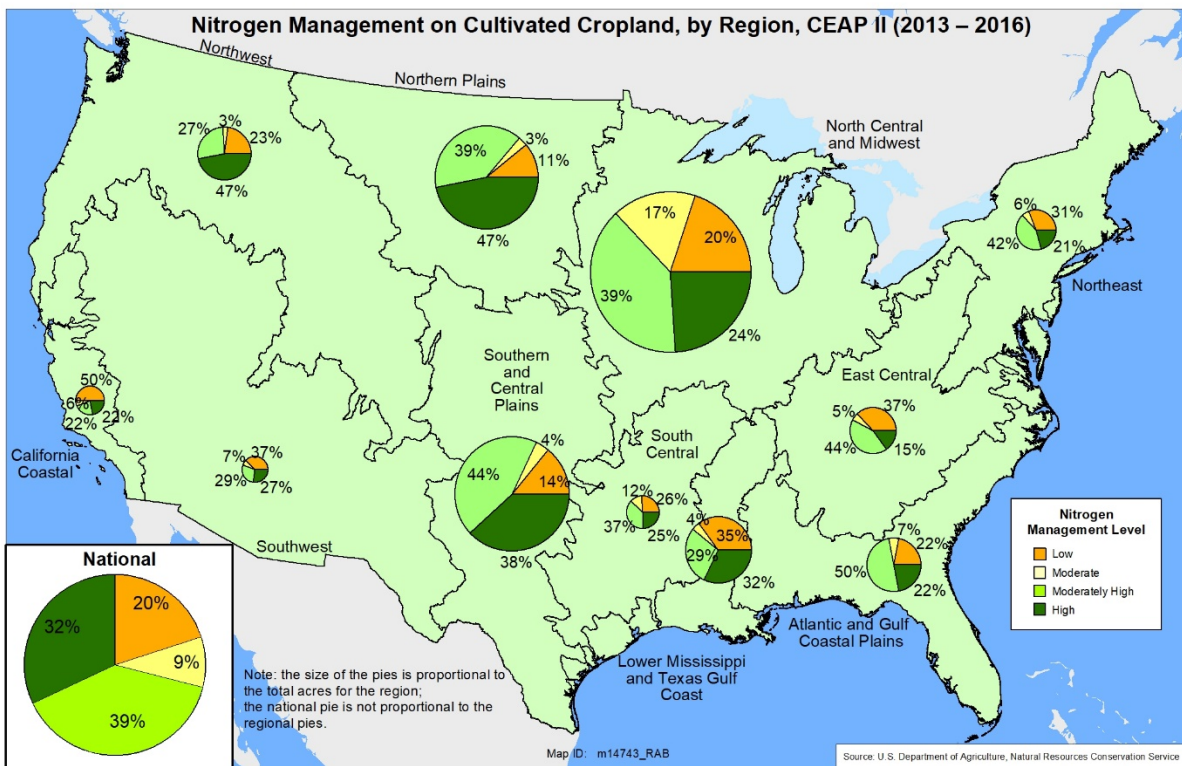 Nitrogen Management on Cultivated Cropland, by Region, CEAP II (2013 – 2016)
Northwest
3%
27%
23%
47%
Northern Plains
39%
3%
11%
47%
North Central
and Midwest
17%
20%
39%
24%
6%
31%
42%
21%
Northeast
50%
6%
22%
22%
California
Coastal
7%
37%
29%
27%
Southwest
Southern
and
Central
Plains
4%
44%
14%
38%
South
Central
12%
26%
37%
25%
4%
35%
29%
32%
Lower Mississippi
and Texas Gulf
Coast
East Central
5%
37%
44%
15%
7%
22%
50%
22%
Atlantic and Gulf
Coastal Plains
Nitrogen
Management Level
Low
Moderate
Moderately High
High
National
20%
32%
9%
39%
Note: the size of the pies is proportional to
the total acres for the region;
the national pie is not proportional to the
regional pies.
Map ID: m14743_RAB
Source: U.S. Department of Agriculture, Natural Resources Conservation Service